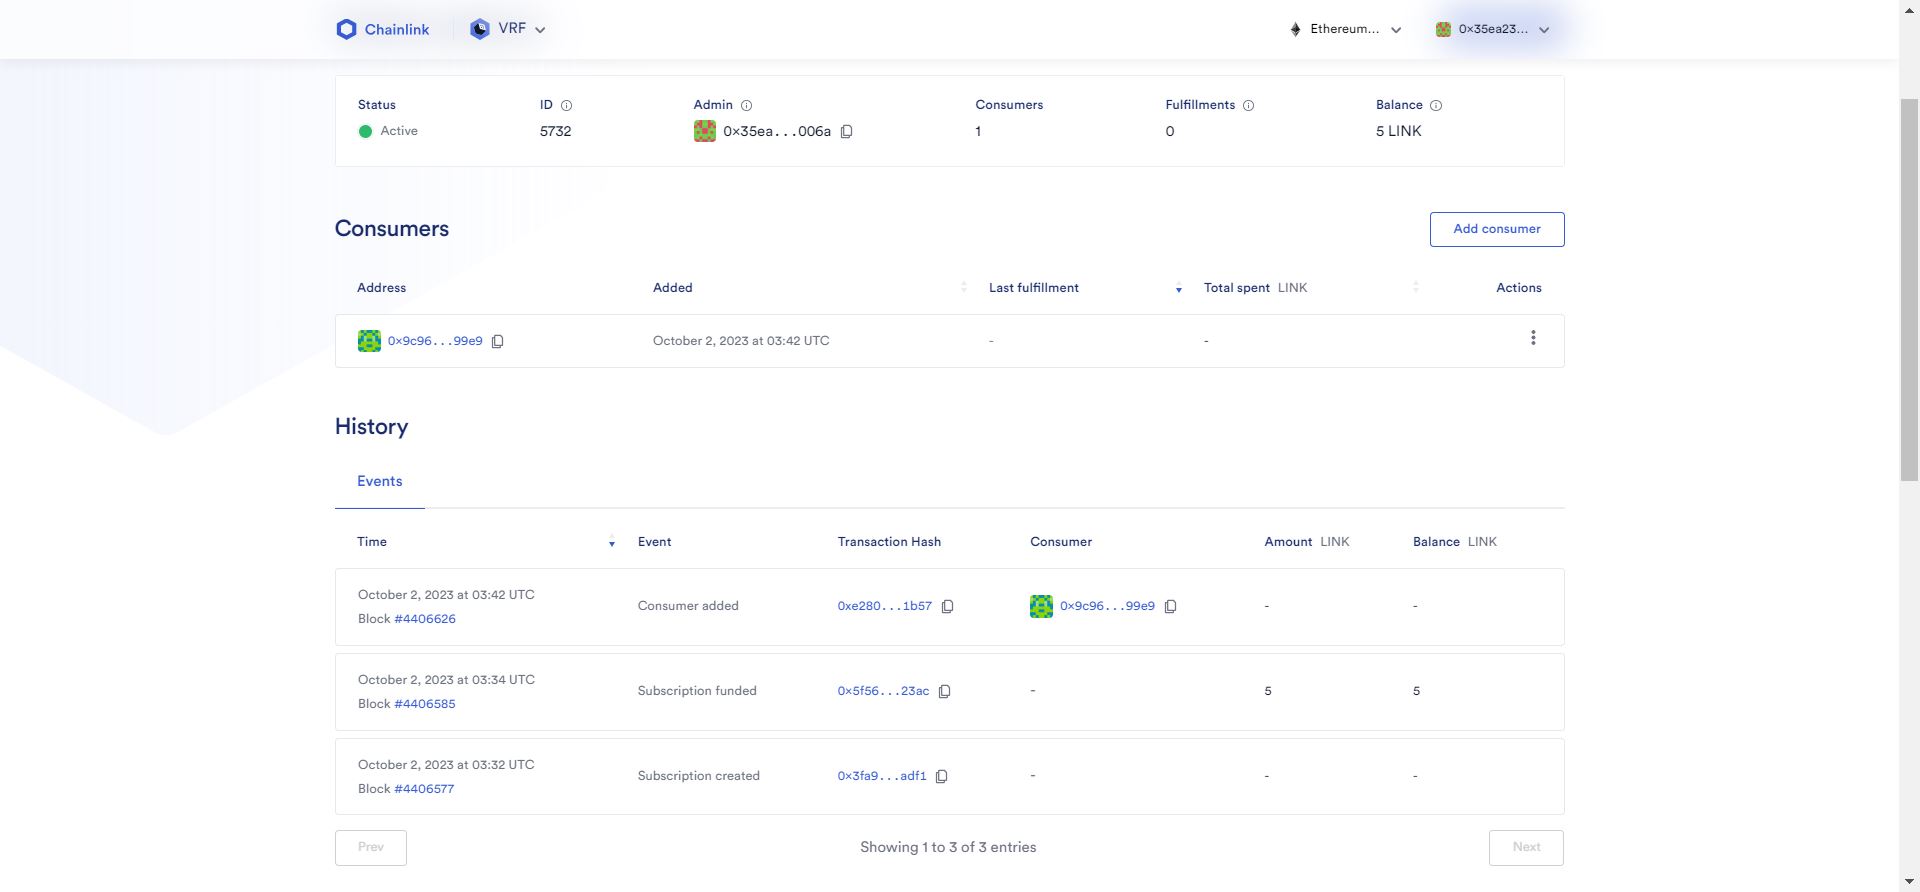 Chainlink VRF Ethereum... 0x35ea23...
Status ID Admin Consumers Fulfillments Balance
Active 5732 0x35ea...006a 1 0 5 LINK
Consumers Add consumer
Address Added Last fulfillment Total spent LINK Actions
0x9c96...99e9 October 2, 2023 at 03:42 UTC - -
History
Events
Time Event Transaction Hash Consumer Amount LINK Balance LINK
October 2, 2023 at 03:42 UTC
Block #4406626 Consumer added 0xe280...1b57 0x9c96...99e9 - -
October 2, 2023 at 03:34 UTC
Block #4406585 Subscription funded 0x5f56...23ac - 5 5
October 2, 2023 at 03:32 UTC
Block #4406577 Subscription created 0x3fa9...adf1 - - -
Prev Showing 1 to 3 of 3 entries Next